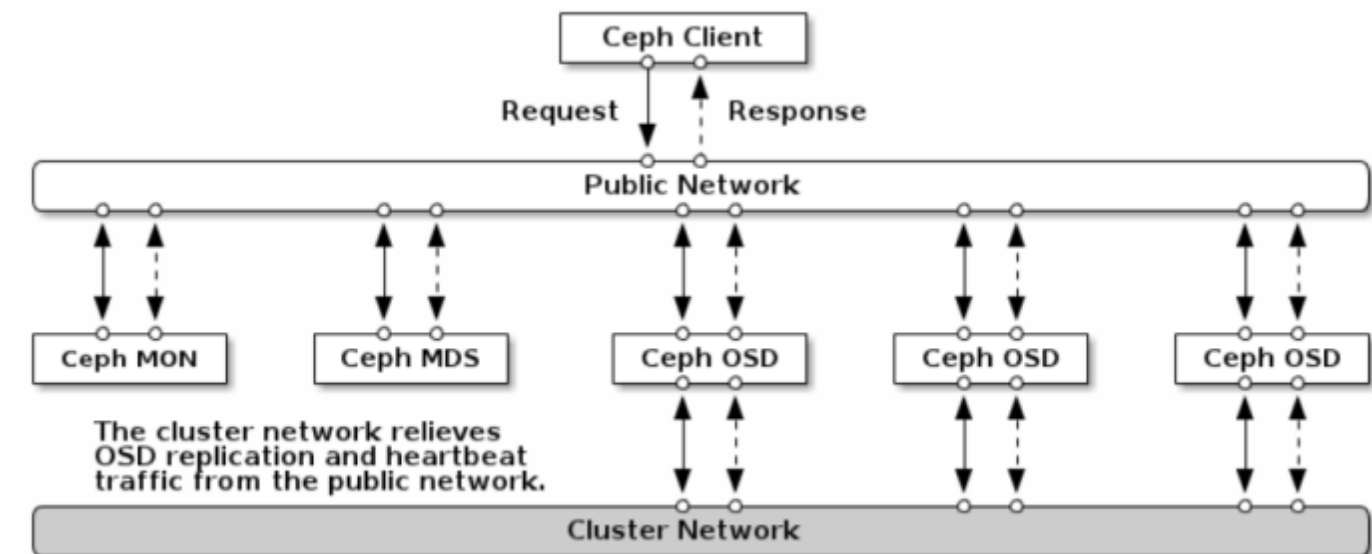 Ceph Client
Request
Response
Public Network
Ceph MON
Ceph MDS
Ceph OSD
Ceph OSD
Ceph OSD
The cluster network relieves
OSD replication and heartbeat
traffic from the public network.
Cluster Network